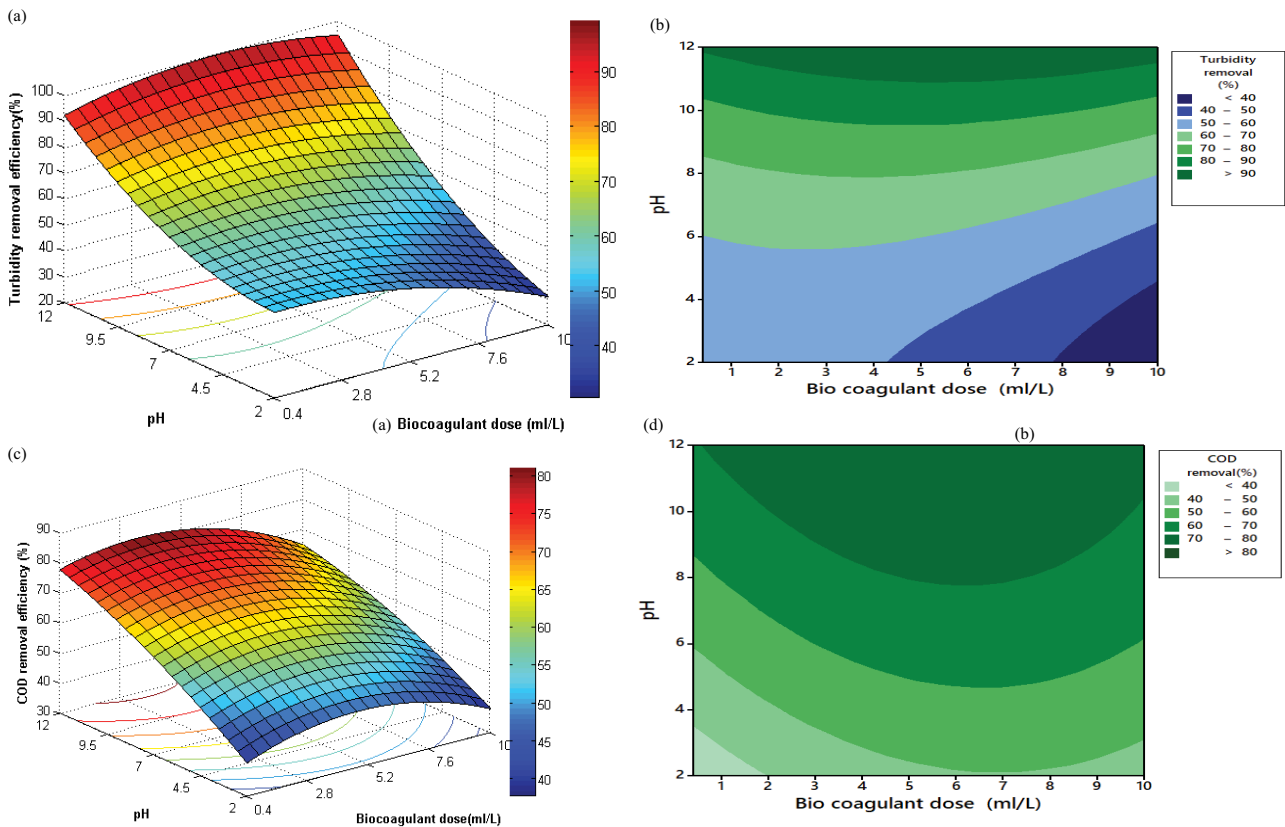 (a)
100
90
80
70
60
50
40
30
20
Turbidity removal efficiency(%)
12
9.5
7
4.5
2
pH
0.4
2.8
5.2
7.6
10
(a) Biocoagulant dose (ml/L)
90
80
70
60
50
40
(b)
12
10
8
6
4
2
pH
1 2 3 4 5 6 7 8 9 10
Bio coagulant dose (ml/L)
Turbidity
removal
(%)
< 40
40 – 50
50 – 60
60 – 70
70 – 80
80 – 90
> 90
(c)
90
80
70
60
50
40
30
COD removal efficiency (%)
12
9.5
7
4.5
2
pH
0.4
2.8
5.2
7.6
10
Biocoagulant dose(ml/L)
80
75
70
65
60
55
50
45
40
(d)
(b)
12
10
8
6
4
2
pH
1 2 3 4 5 6 7 8 9 10
Bio coagulant dose (ml/L)
COD
removal(%)
< 40
40 – 50
50 – 60
60 – 70
70 – 80
> 80